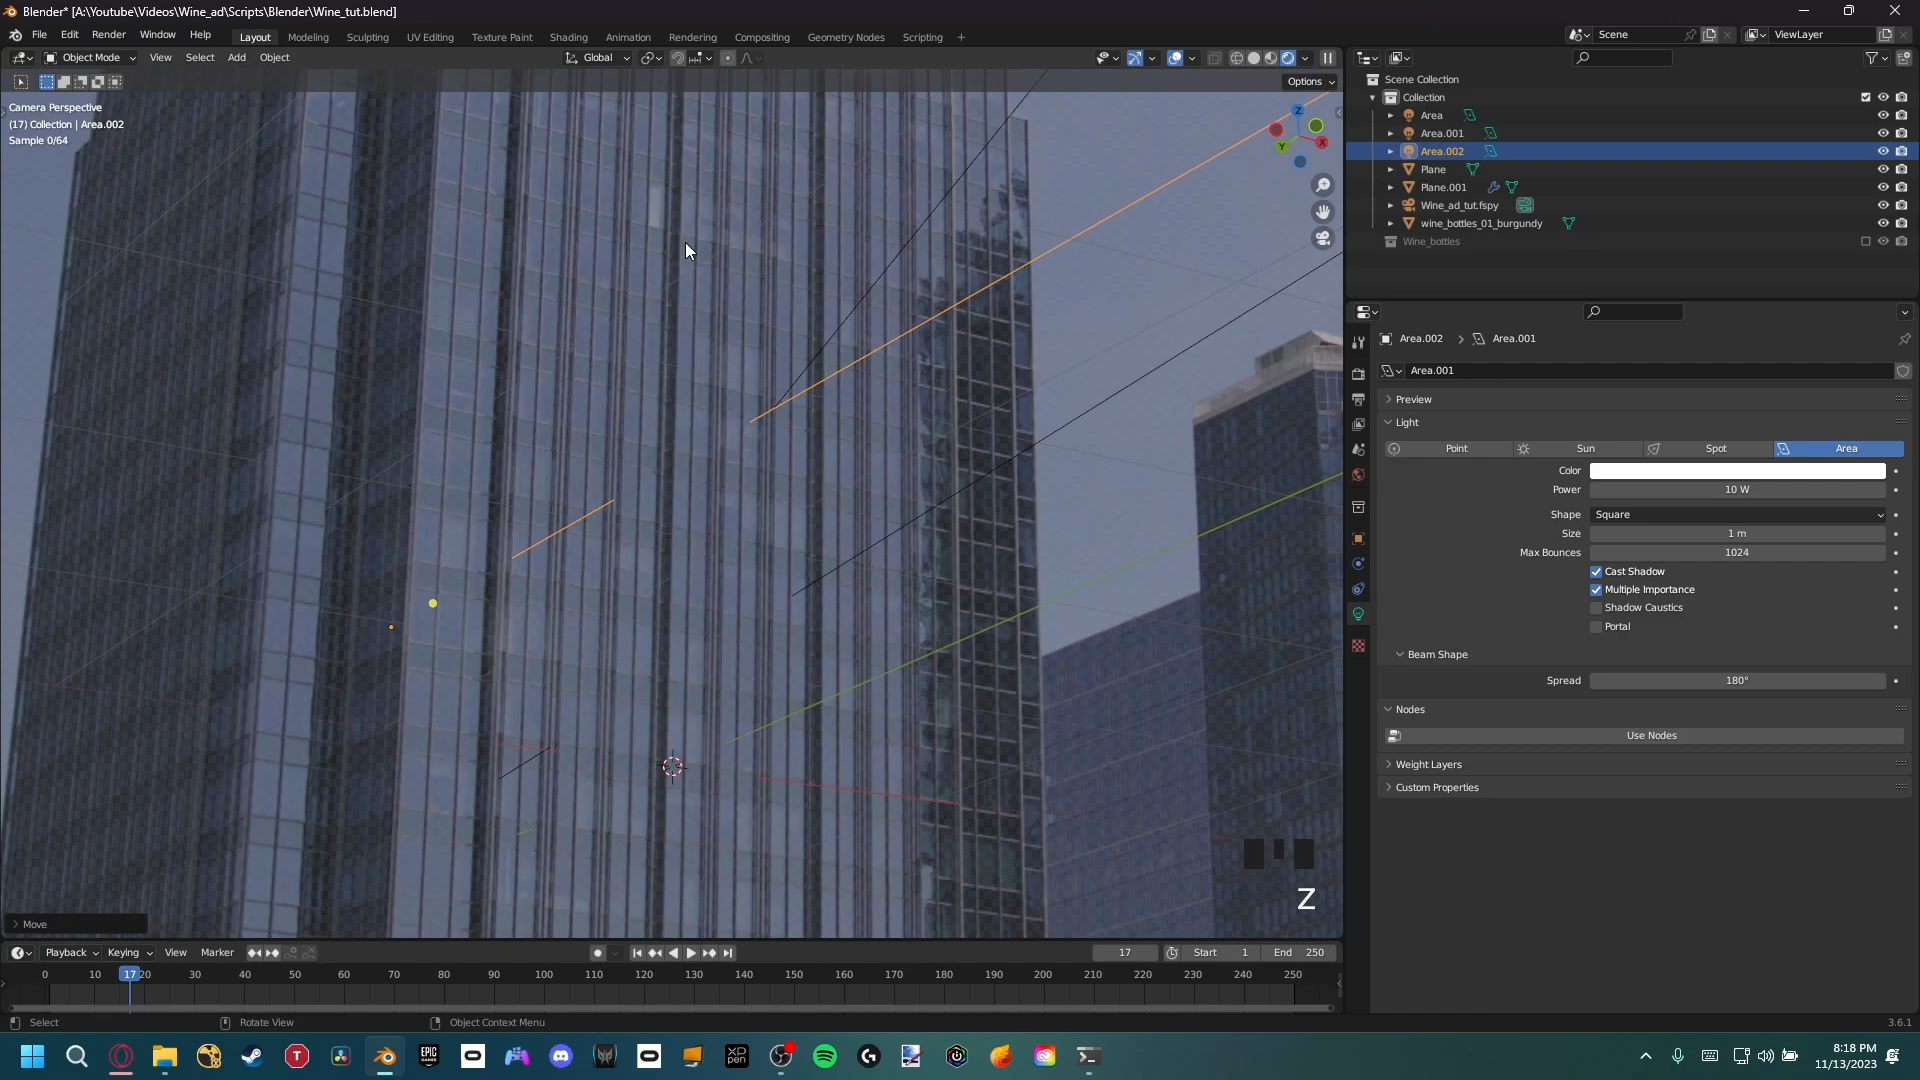 Blender* [A:\Youtube\Videos\Wine_ad\Scripts\Blender\Wine_tut.blend]
File Edit Render Window Help Layout Modeling Sculpting UV Editing Texture Paint Shading Animation Rendering Compositing Geometry Nodes Scripting + Scene ViewLayer
Object Mode View Select Add Object Global
Options
Camera Perspective
(17) Collection | Area.002
Sample 0/64
Z
X
Y
Scene Collection
Collection
Area
Area.001
Area.002
Plane
Plane.001
Wine_ad_tut.fspy
wine_bottles_01_burgundy
Wine_bottles
Area.002 > Area.001
Area.001
Preview
Light
Point Sun Spot Area
Color
Power 10 W
Shape Square
Size 1 m
Max Bounces 1024
Cast Shadow
Multiple Importance
Shadow Caustics
Portal
Beam Shape
Spread 180°
Nodes
Use Nodes
Weight Layers
Custom Properties
Z
Move
Playback Keying View Marker 17 Start 1 End 250
0 10 17 20 30 40 50 60 70 80 90 100 110 120 130 140 150 160 170 180 190 200 210 220 230 240 250
Select Rotate View Object Context Menu 3.6.1
T EPIC GAMES XP PEN
8:18 PM
11/13/2023